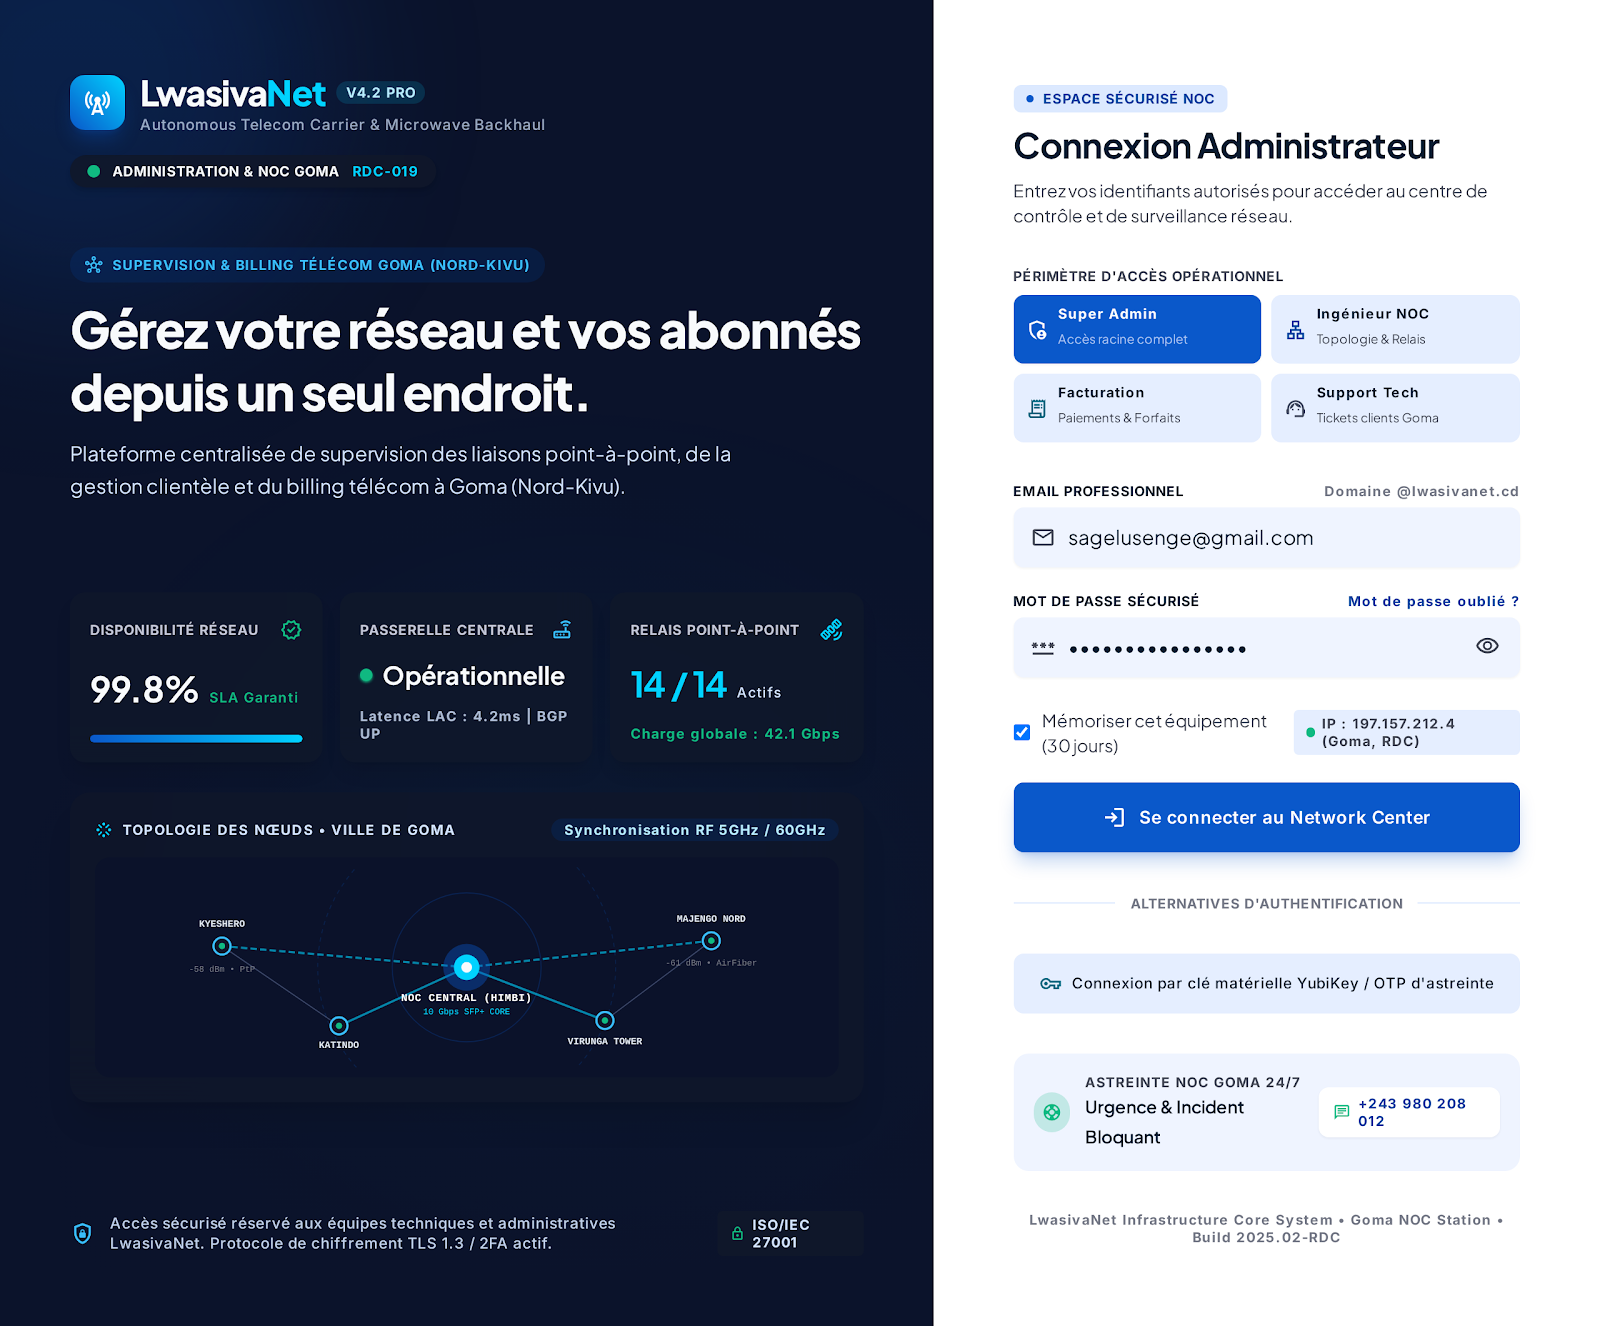 LwasivaNet V4.2 PRO
Autonomous Telecom Carrier & Microwave Backhaul
ADMINISTRATION & NOC GOMA RDC-019
SUPERVISION & BILLING TÉLÉCOM GOMA (NORD-KIVU)
Gérez votre réseau et vos abonnés
depuis un seul endroit.
Plateforme centralisée de supervision des liaisons point-à-point, de la
gestion clientèle et du billing télécom à Goma (Nord-Kivu).
DISPONIBILITÉ RÉSEAU
99.8% SLA Garanti
PASSERELLE CENTRALE
Opérationnelle
Latence LAC : 4.2ms | BGP
UP
RELAIS POINT-À-POINT
14 / 14 Actifs
Charge globale : 42.1 Gbps
TOPOLOGIE DES NŒUDS • VILLE DE GOMA
Synchronisation RF 5GHz / 60GHz
KYESHERO
-58 dBm • PtP
MAJENGO NORD
-61 dBm • AirFiber
NOC CENTRAL (HIMBI)
10 Gbps SFP+ CORE
KATINDO
VIRUNGA TOWER
Accès sécurisé réservé aux équipes techniques et administratives
LwasivaNet. Protocole de chiffrement TLS 1.3 / 2FA actif.
ISO/IEC
27001
ESPACE SÉCURISÉ NOC
Connexion Administrateur
Entrez vos identifiants autorisés pour accéder au centre de
contrôle et de surveillance réseau.
PÉRIMÈTRE D'ACCÈS OPÉRATIONNEL
Super Admin
Accès racine complet
Ingénieur NOC
Topologie & Relais
Facturation
Paiements & Forfaits
Support Tech
Tickets clients Goma
EMAIL PROFESSIONNEL
Domaine @lwasivanet.cd
sagelusenge@gmail.com
MOT DE PASSE SÉCURISÉ
Mot de passe oublié ?
••••••••••••••••
Mémoriser cet équipement
(30 jours)
IP : 197.157.212.4
(Goma, RDC)
Se connecter au Network Center
ALTERNATIVES D'AUTHENTIFICATION
Connexion par clé matérielle YubiKey / OTP d'astreinte
ASTREINTE NOC GOMA 24/7
Urgence & Incident
Bloquant
+243 980 208
012
LwasivaNet Infrastructure Core System • Goma NOC Station •
Build 2025.02-RDC